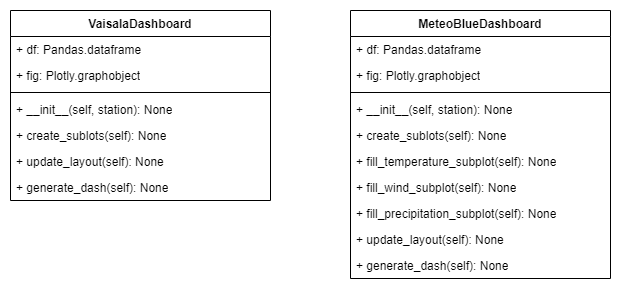 VaisalaDashboard
+ df: Pandas.dataframe
+ fig: Plotly.graphobject
+ __init__(self, station): None
+ create_sublots(self): None
+ update_layout(self): None
+ generate_dash(self): None
MeteoBlueDashboard
+ df: Pandas.dataframe
+ fig: Plotly.graphobject
+ __init__(self, station): None
+ create_sublots(self): None
+ fill_temperature_subplot(self): None
+ fill_wind_subplot(self): None
+ fill_precipitation_subplot(self): None
+ update_layout(self): None
+ generate_dash(self): None